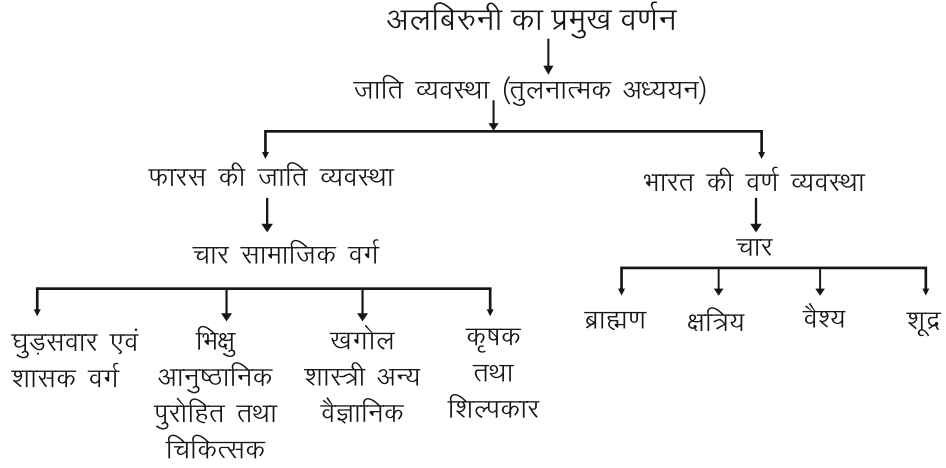 अलबिरुनी का प्रमुख वर्णन
जाति व्यवस्था (तुलनात्मक अध्ययन)
फारस की जाति व्यवस्था
भारत की वर्ण व्यवस्था
चार सामाजिक वर्ग
चार
घुड़सवार एवं
शासक वर्ग
भिक्षु
आनुष्ठानिक
पुरोहित तथा
चिकित्सक
खगोल
शास्त्री अन्य
वैज्ञानिक
कृषक
तथा
शिल्पकार
ब्राह्मण
क्षत्रिय
वैश्य
शूद्र